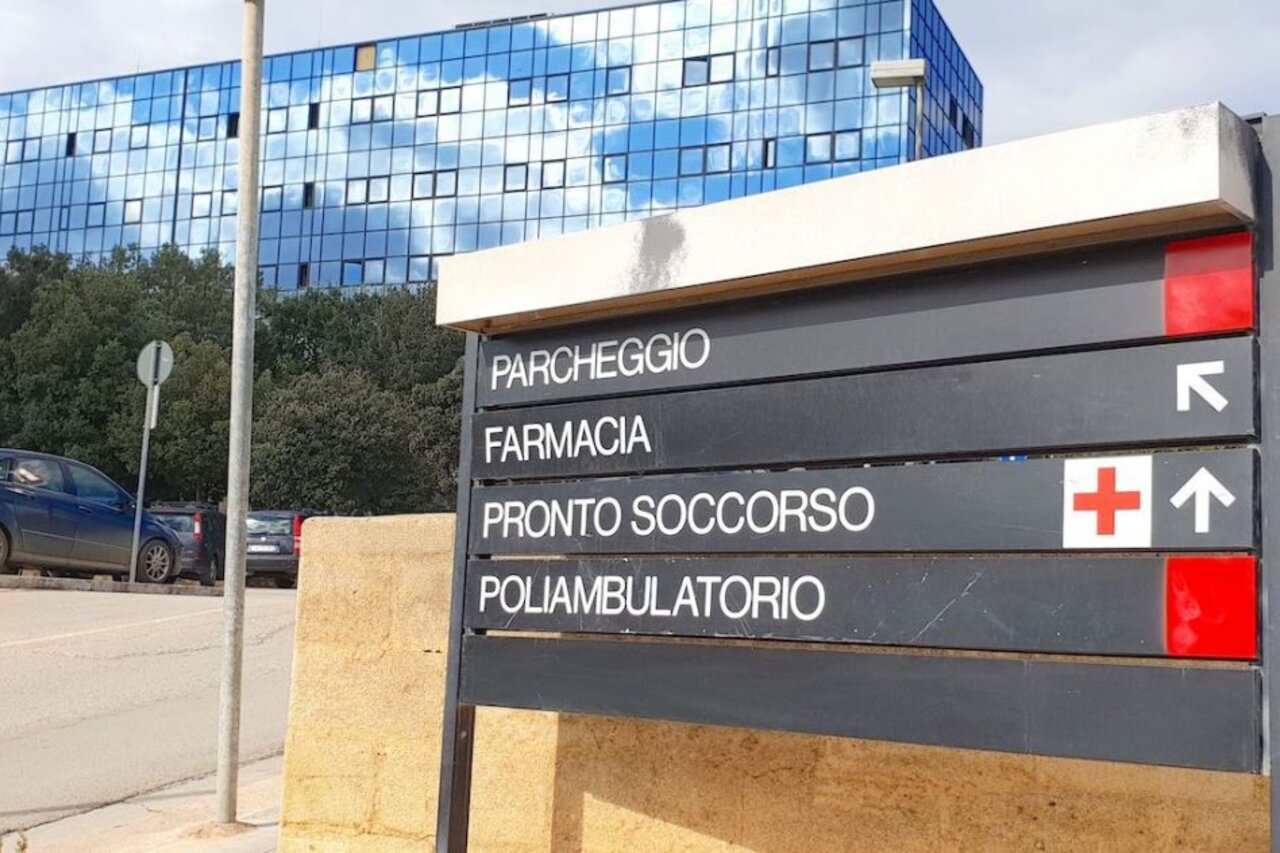 PARCHEGGIO
FARMACIA
PRONTO SOCCORSO
POLIAMBULATORIO